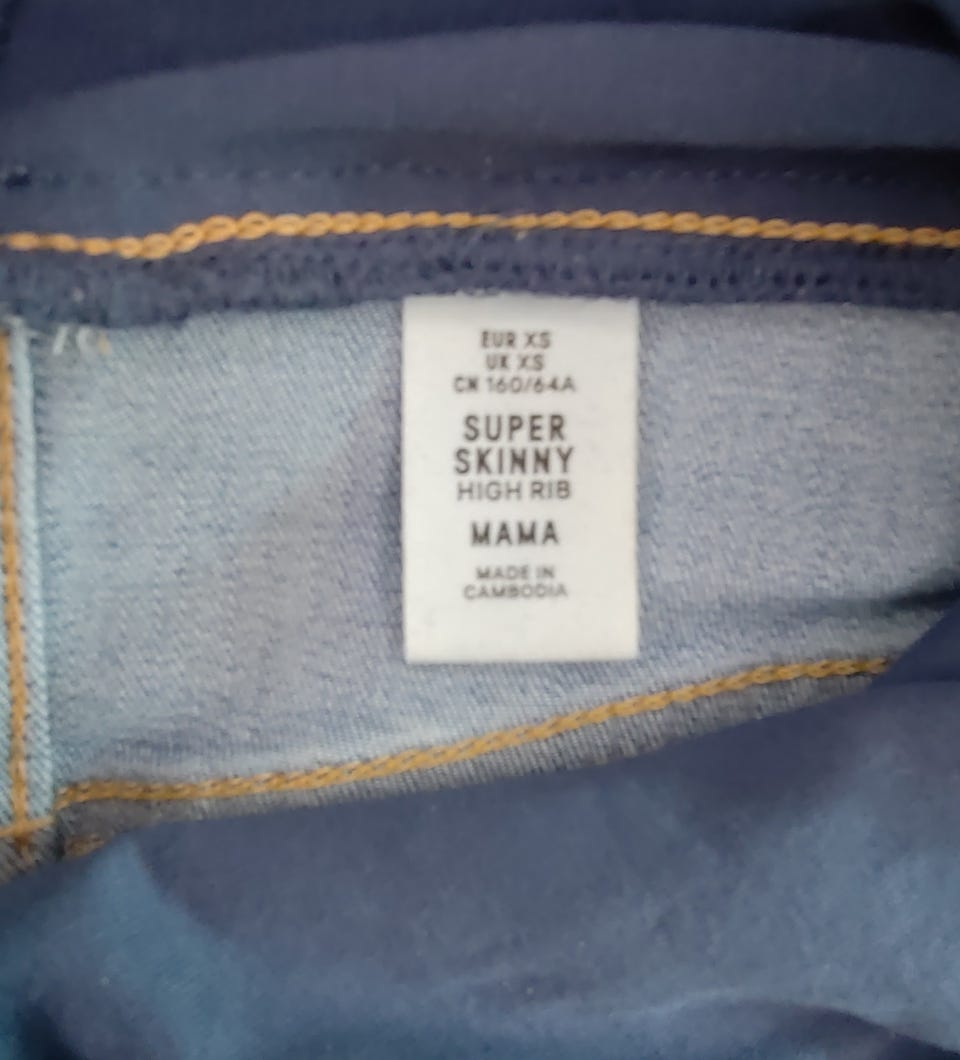 EUR XS
UK XS
CN 160/64A
SUPER
SKINNY
HIGH RIB
MAMA
MADE IN
CAMBODIA